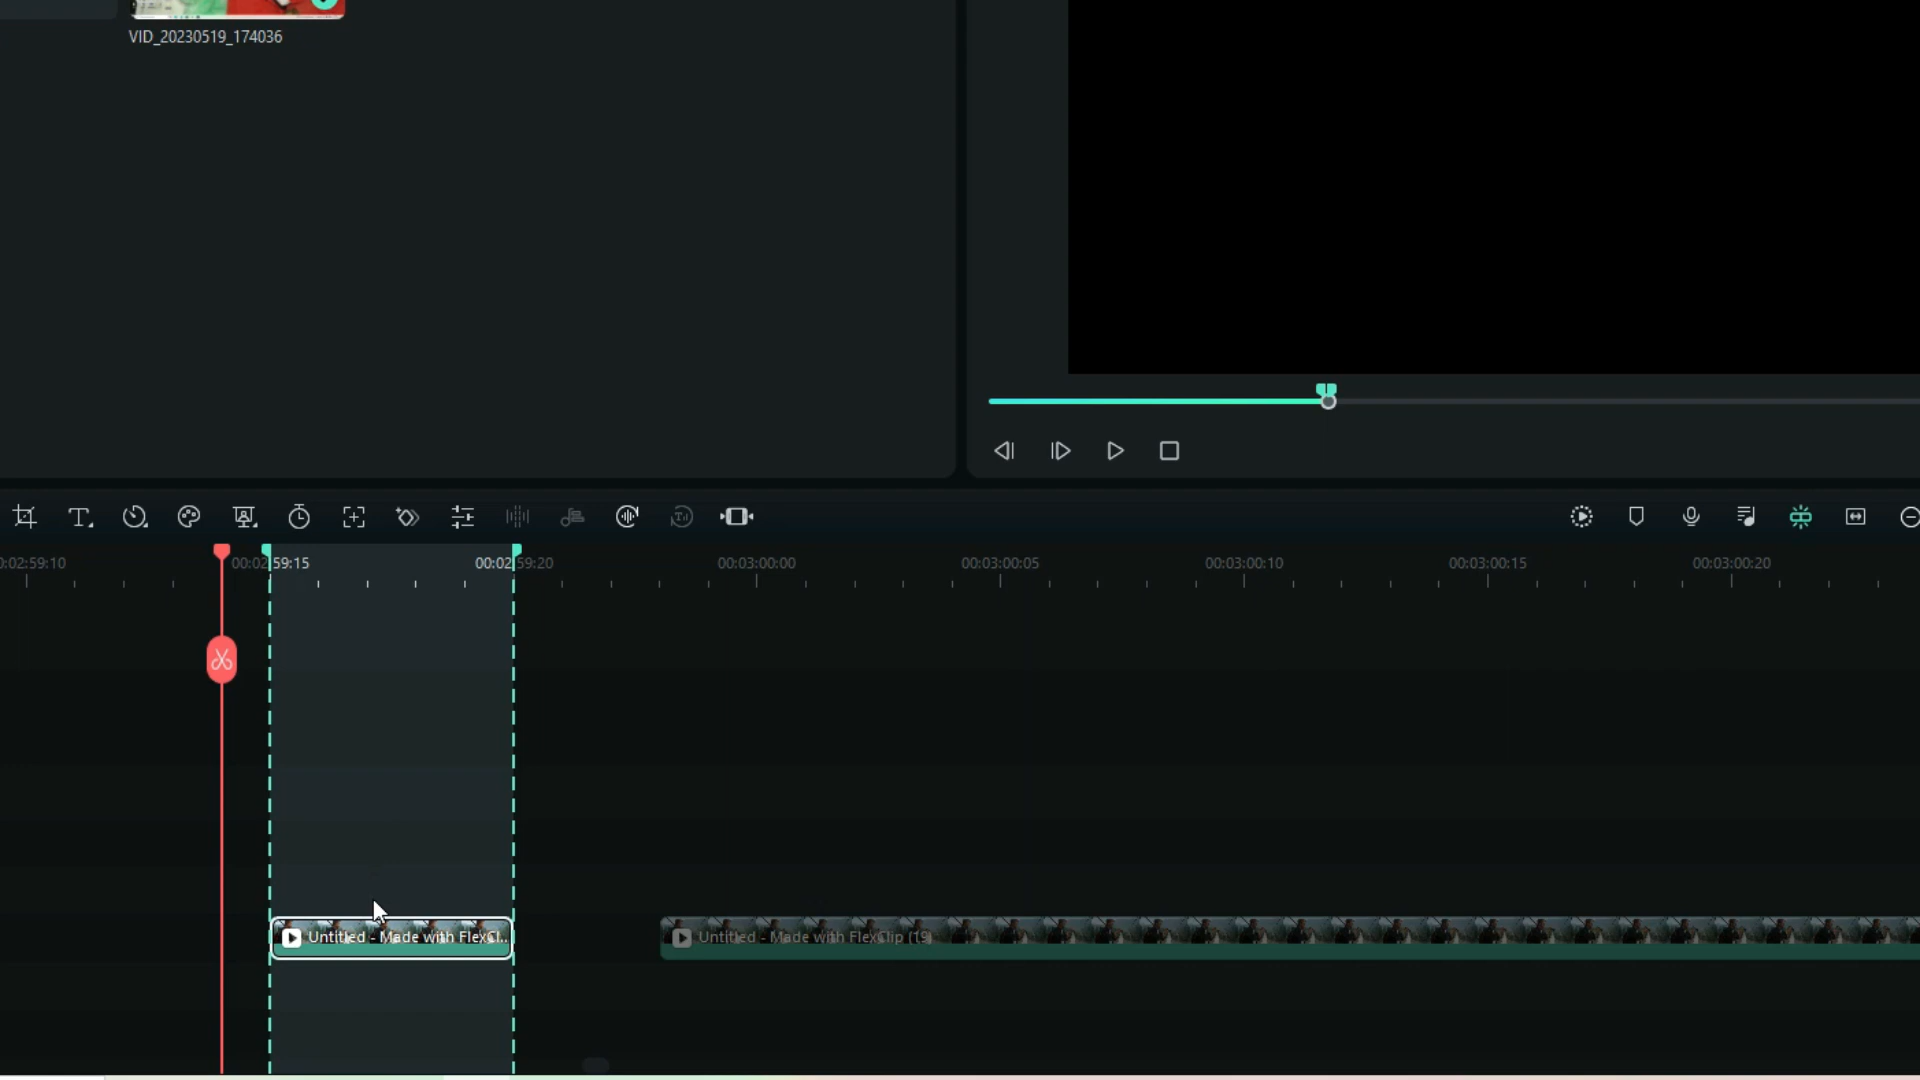 VID_20230519_174036
0:02:59:10
00:02:59:15
00:02:59:20
00:03:00:00
00:03:00:05
00:03:00:10
00:03:00:15
00:03:00:20
Untitled - Made with FlexCl..
Untitled - Made with FlexClip (19)